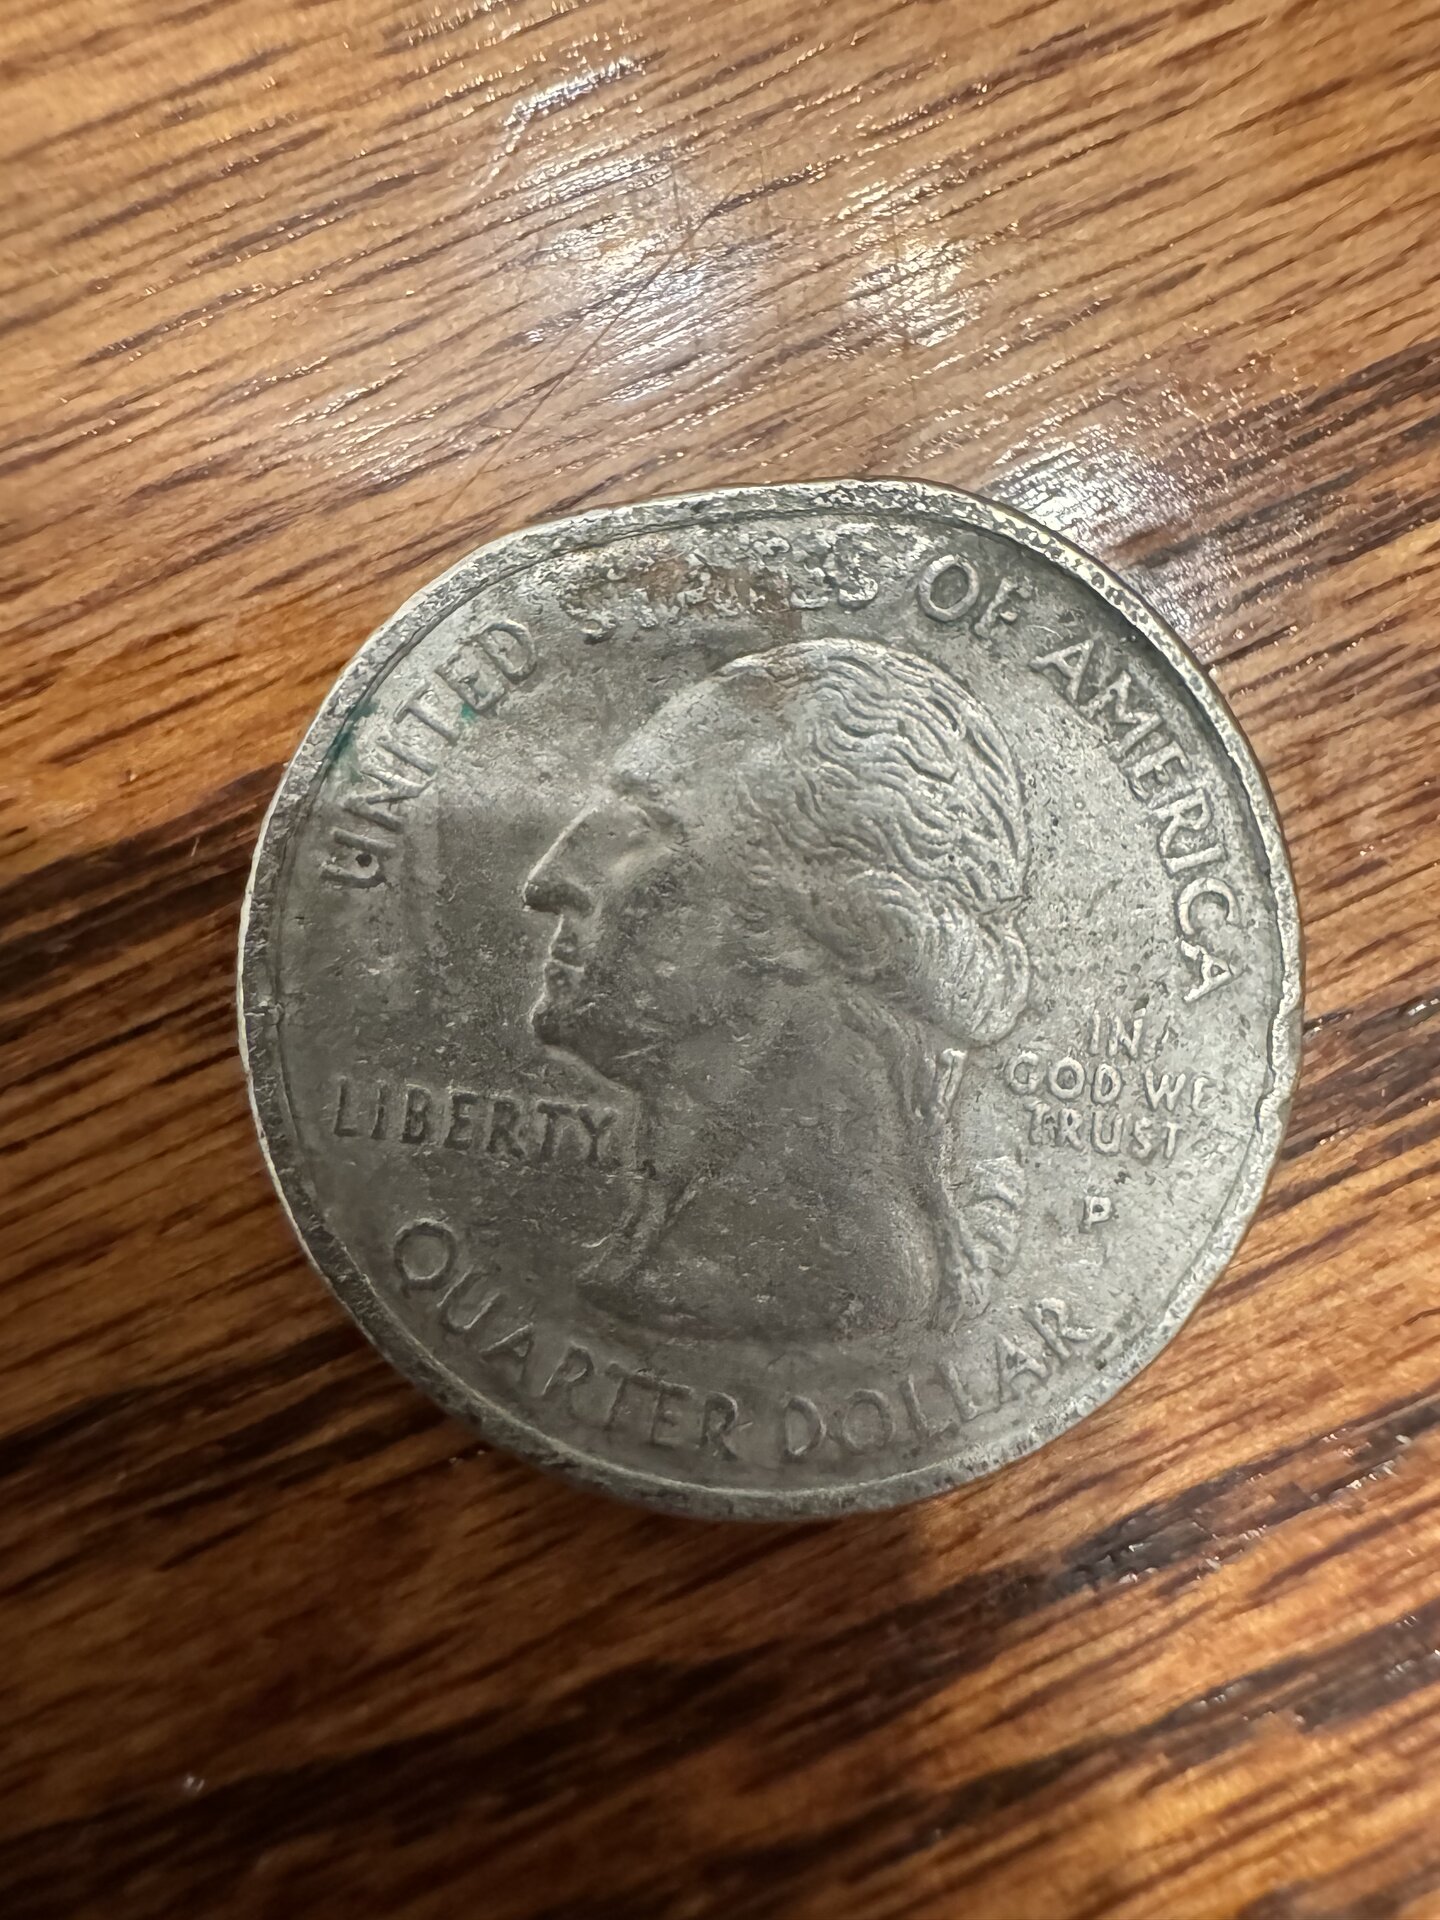 UNITED STATES OF AMERICA
LIBERTY
IN
GOD WE
TRUST
P
QUARTER DOLLAR